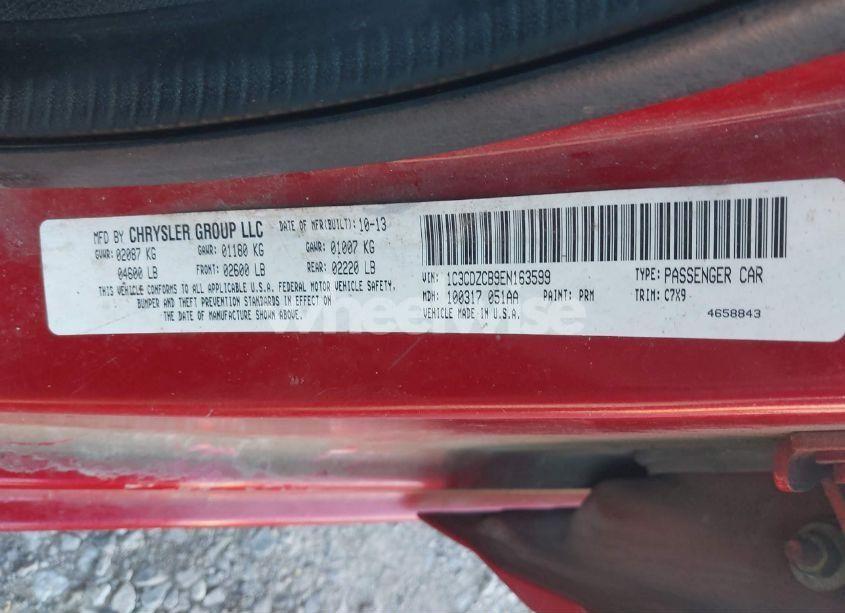 MFD BY CHRYSLER GROUP LLC DATE OF MFR(BUILT): 10-13
GVWR: 02087 KG GAWR: 01180 KG GAWR: 01007 KG
04600 LB FRONT: 02600 LB REAR: 02220 LB
THIS VEHICLE CONFORMS TO ALL APPLICABLE U.S.A. FEDERAL MOTOR VEHICLE SAFETY,
BUMPER AND THEFT PREVENTION STANDARDS IN EFFECT ON
THE DATE OF MANUFACTURE SHOWN ABOVE.
VIN: 1C3CDZCB9EN163599 TYPE: PASSENGER CAR
MDH: 100317 051AA PAINT: PRM TRIM: C7X9
VEHICLE MADE IN U.S.A. 4658843
wheelwise